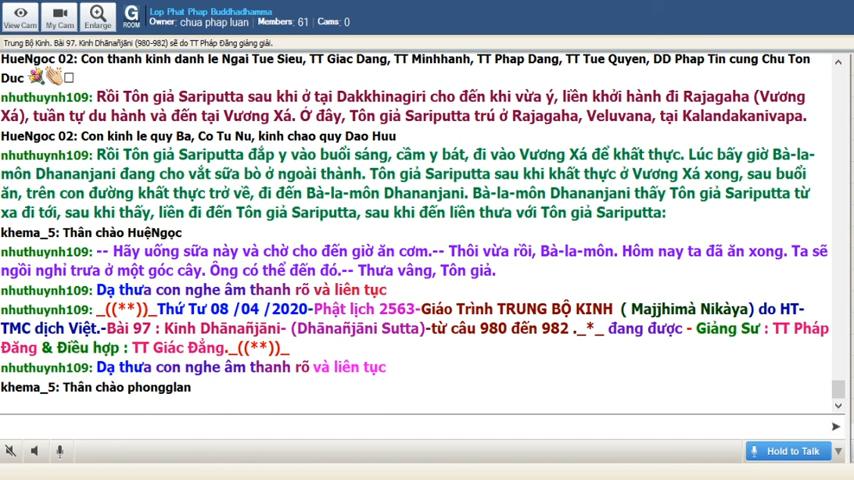 Lop Phat Phap Buddhadhamma
Owner: chua phap luan Members: 61 Cams: 0
View Cam My Cam Enlarge G ROOM
Trung Bộ Kinh. Bài 97. Kinh Dhānañjāni (980-982) sẽ do TT Pháp Đăng giảng giải.
HueNgoc 02: Con thanh kinh danh le Ngai Tue Sieu, TT Giac Dang, TT Minhhanh, TT Phap Dang, TT Tue Quyen, DD Phap Tin cung Chu Ton
Duc 💐👏□
nhuthuynh109: Rồi Tôn giả Sariputta sau khi ở tại Dakkhinagiri cho đến khi vừa ý, liền khởi hành đi Rajagaha (Vương
Xá), tuần tự du hành và đến tại Vương Xá. Ở đây, Tôn giả Sariputta trú ở Rajagaha, Veluvana, tại Kalandakanivapa.
HueNgoc 02: Con kinh le quy Ba, Co Tu Nu, kinh chao quy Dao Huu
nhuthuynh109: Rồi Tôn giả Sariputta đắp y vào buổi sáng, cầm y bát, đi vào Vương Xá để khất thực. Lúc bấy giờ Bà-la-
môn Dhananjani đang cho vắt sữa bò ở ngoài thành. Tôn giả Sariputta sau khi khất thực ở Vương Xá xong, sau buổi
ăn, trên con đường khất thực trở về, đi đến Bà-la-môn Dhananjani. Bà-la-môn Dhananjani thấy Tôn giả Sariputta từ
xa đi tới, sau khi thấy, liền đi đến Tôn giả Sariputta, sau khi đến liền thưa với Tôn giả Sariputta:
khema_5: Thân chào HuệNgọc
nhuthuynh109: -- Hãy uống sữa này và chờ cho đến giờ ăn cơm.-- Thôi vừa rồi, Bà-la-môn. Hôm nay ta đã ăn xong. Ta sẽ
ngồi nghỉ trưa ở một góc cây. Ông có thể đến đó.-- Thưa vâng, Tôn giả.
nhuthuynh109: Dạ thưa con nghe âm thanh rõ và liên tục
nhuthuynh109: _((**))_Thứ Tư 08 /04 /2020-Phật lịch 2563-Giáo Trình TRUNG BỘ KINH ( Majjhimà Nikàya) do HT-
TMC dịch Việt.-Bài 97 : Kinh Dhānañjāni- (Dhānañjāni Sutta)-từ câu 980 đến 982 ._*_ đang được - Giảng Sư : TT Pháp
Đăng & Điều hợp : TT Giác Đẳng._((**))_
nhuthuynh109: Dạ thưa con nghe âm thanh rõ và liên tục
khema_5: Thân chào phongglan
Hold to Talk